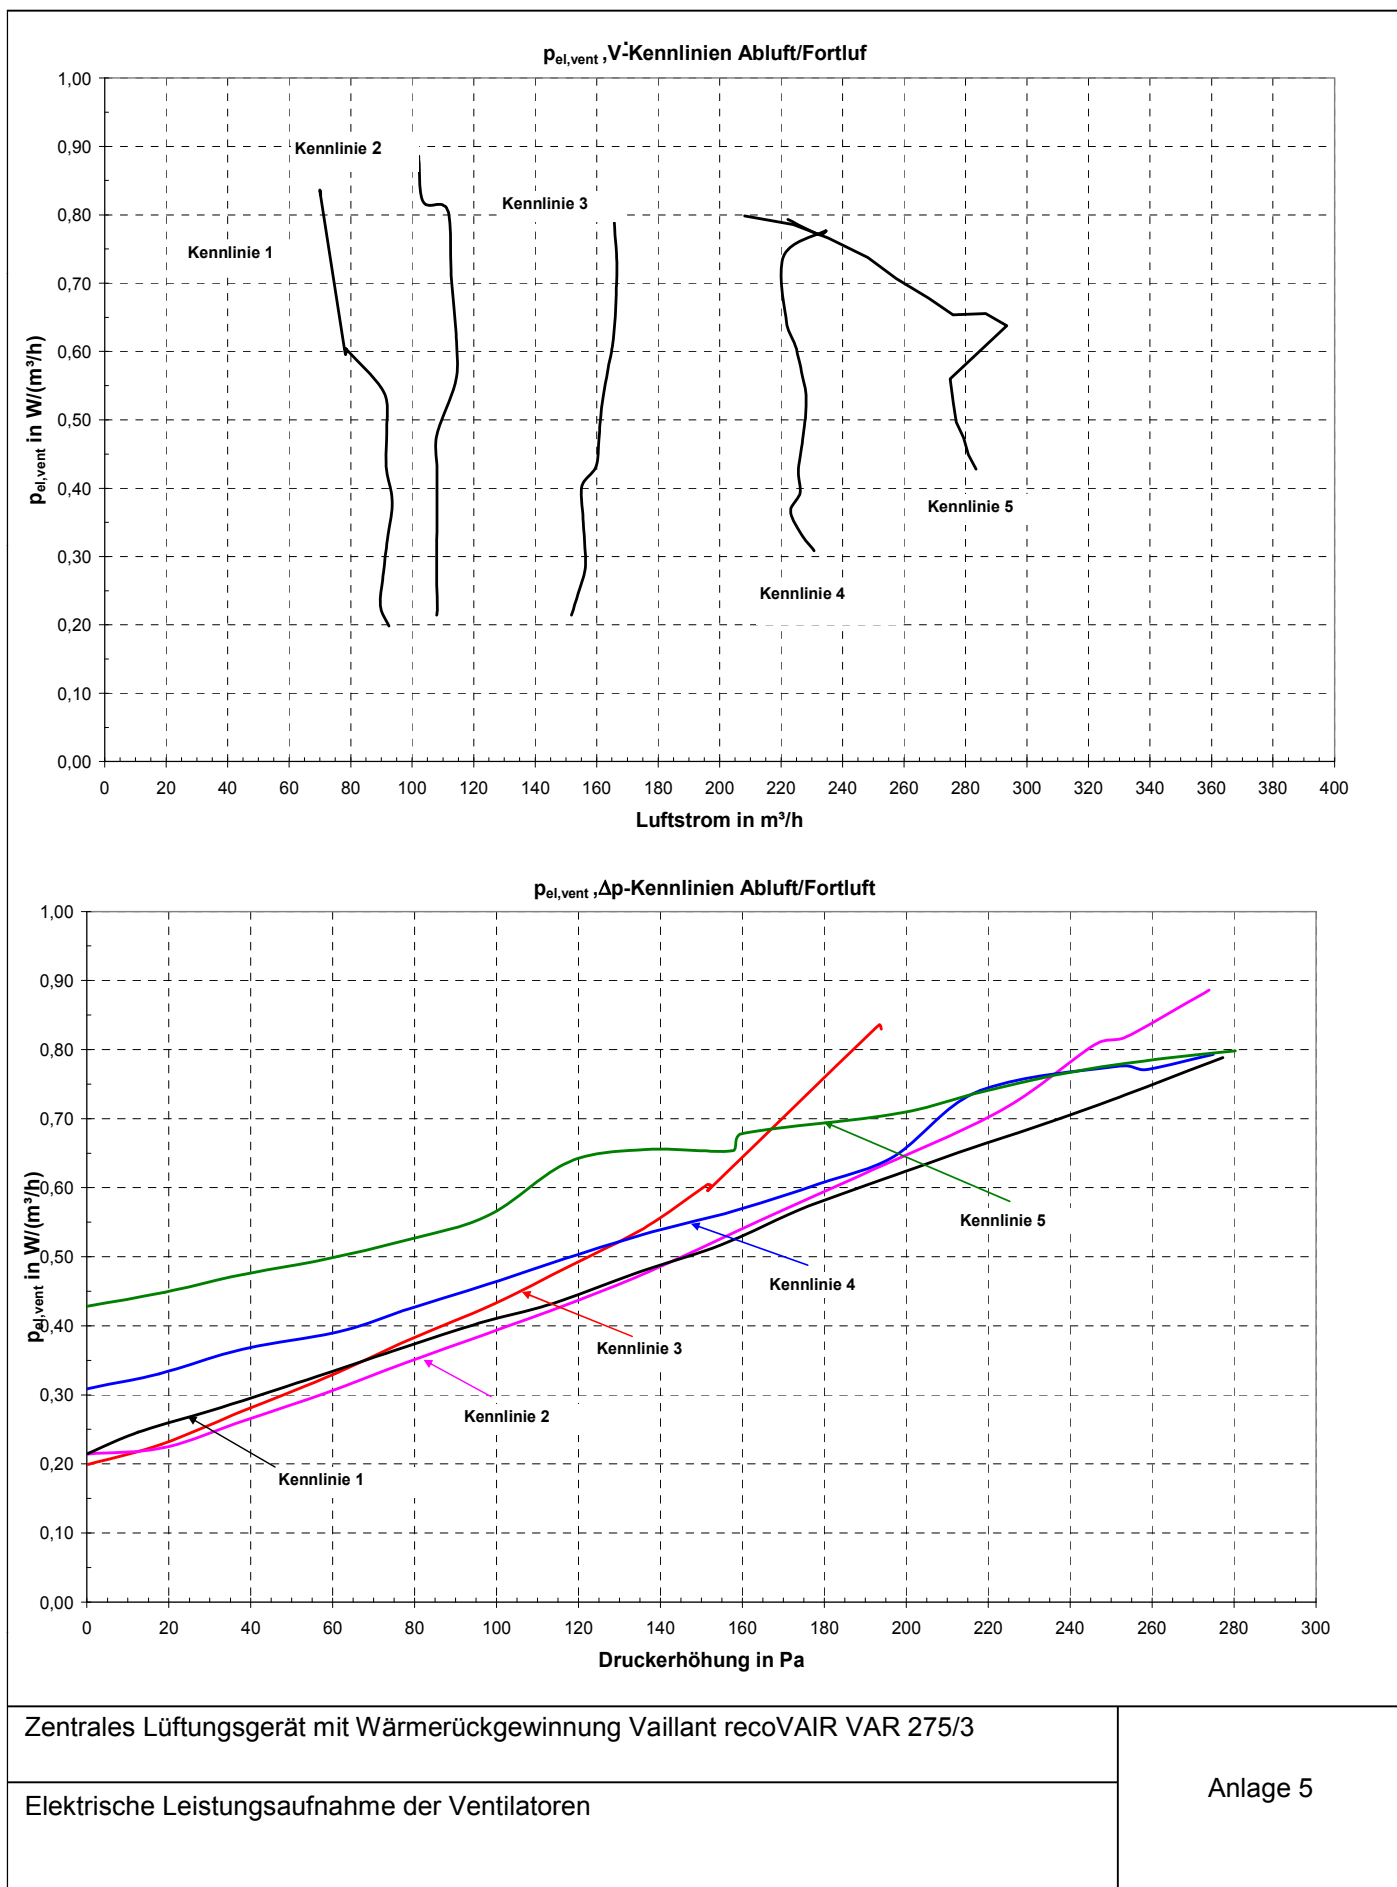 pel,vent ,V̇-Kennlinien Abluft/Fortluf
1,00
0,90
0,80
0,70
0,60
0,50
0,40
0,30
0,20
0,10
0,00
pel,vent in W/(m³/h)
Kennlinie 2
Kennlinie 3
Kennlinie 1
Kennlinie 5
Kennlinie 4
0 20 40 60 80 100 120 140 160 180 200 220 240 260 280 300 320 340 360 380 400
Luftstrom in m³/h
pel,vent ,Δp-Kennlinien Abluft/Fortluft
1,00
0,90
0,80
0,70
0,60
0,50
0,40
0,30
0,20
0,10
0,00
pel,vent in W/(m³/h)
Kennlinie 5
Kennlinie 4
Kennlinie 3
Kennlinie 2
Kennlinie 1
0 20 40 60 80 100 120 140 160 180 200 220 240 260 280 300
Druckerhöhung in Pa
Zentrales Lüftungsgerät mit Wärmerückgewinnung Vaillant recoVAIR VAR 275/3
Anlage 5
Elektrische Leistungsaufnahme der Ventilatoren